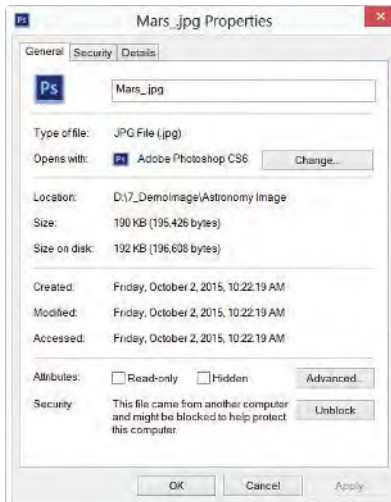 Ps Mars_.jpg Properties x
General Security Details
Ps Mars_.jpg
Type of file: JPG File (.jpg)
Opens with: Ps Adobe Photoshop CS6 Change...
Location: D:\7_DemoImage\Astronomy Image
Size: 190 KB (195,426 bytes)
Size on disk: 192 KB (196,608 bytes)
Created: Friday, October 2, 2015, 10:22:19 AM
Modified: Friday, October 2, 2015, 10:22:19 AM
Accessed: Friday, October 2, 2015, 10:22:19 AM
Attributes: Read-only Hidden Advanced...
Security: This file came from another computer
and might be blocked to help protect
this computer.
Unblock
OK Cancel Apply